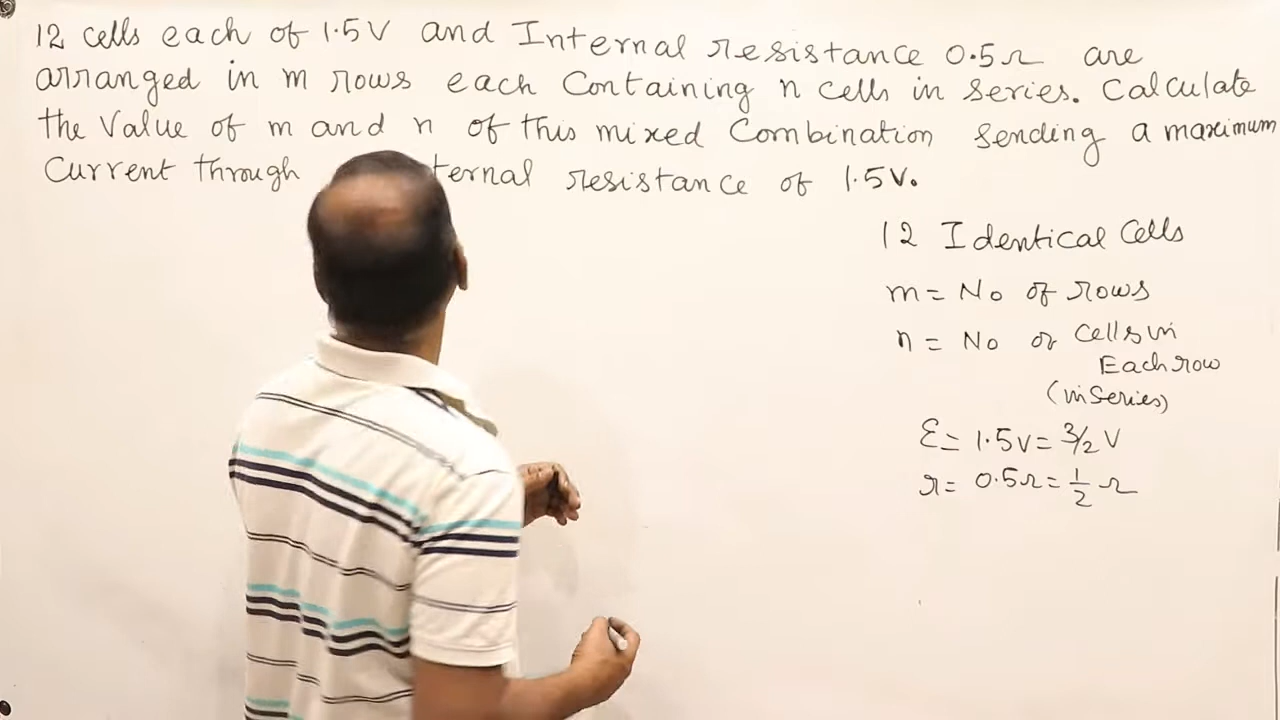 12 cells each of 1.5V and Internal resistance 0.5Ω are
arranged in m rows each Containing n cells in series. Calculate
the Value of m and n of this mixed Combination sending a maximum
Current through ternal resistance of 1.5V.
12 Identical Cells
m = No of rows
n = No of Cells in
Each row
(in Series)
ε = 1.5V = 3/2 V
r = 0.5Ω = 1/2 Ω